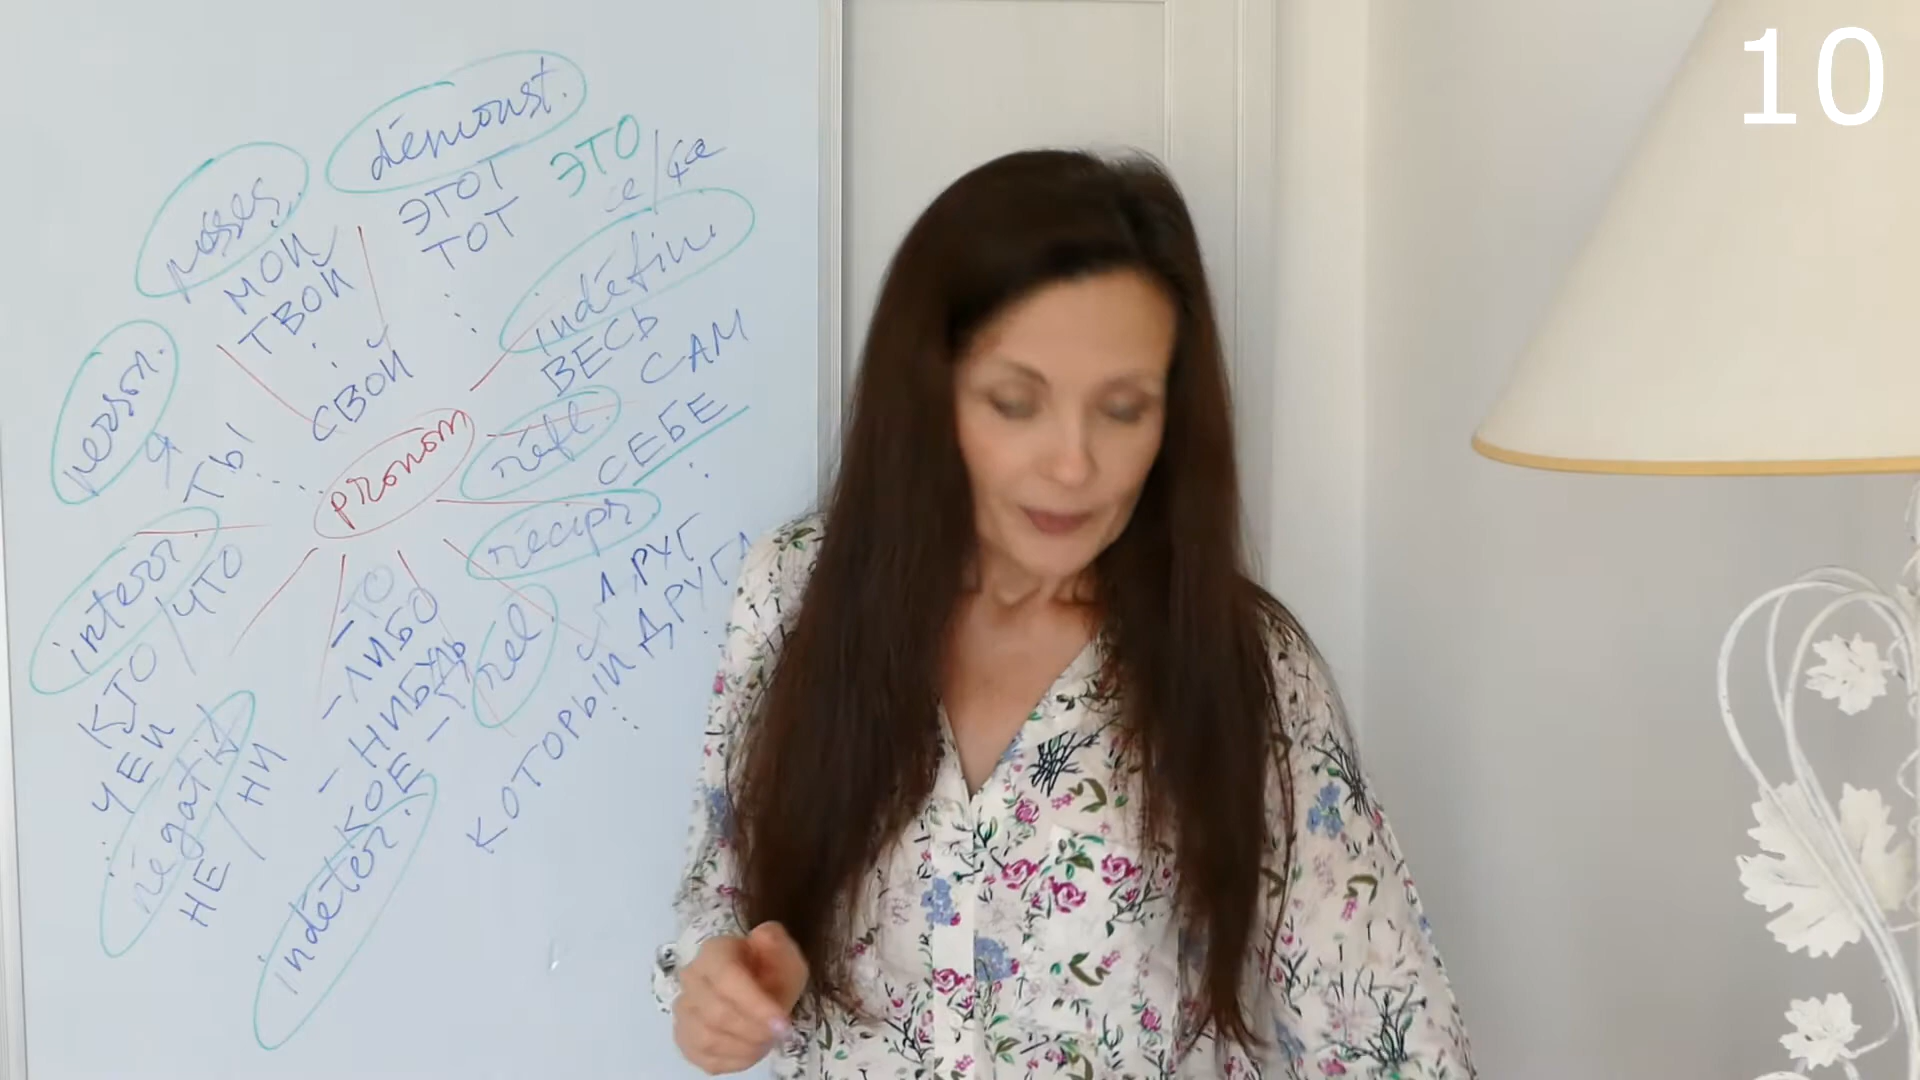 10
démonst.
ЭТОТ
ТОТ
ЭТО
ce/ça
posses.
МОЙ
ТВОЙ
СВОЙ
indéfini.
ВЕСЬ
САМ
person.
Я
ТЫ
pronom
réfl.
СЕБЕ
récipr.
ДРУГ
ДРУГА
interr.
КТО/ЧТО
ЧЕЙ
-ТО
-ЛИБО
-НИБУДЬ
КОЕ-
rel.
КОТОРЫЙ
négatif
НЕ/НИ
indéter.